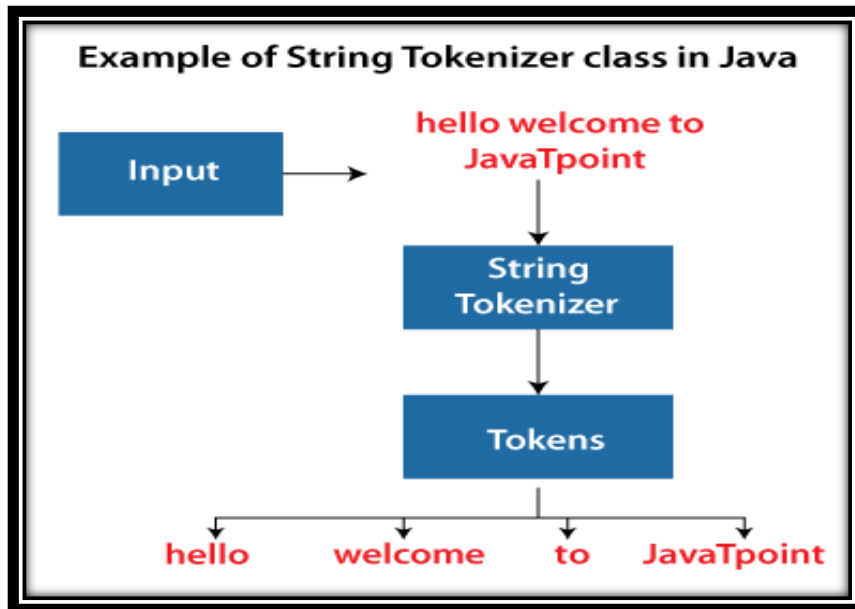 Example of String Tokenizer class in Java
hello welcome to
JavaTpoint
Input
String
Tokenizer
Tokens
hello welcome to JavaTpoint